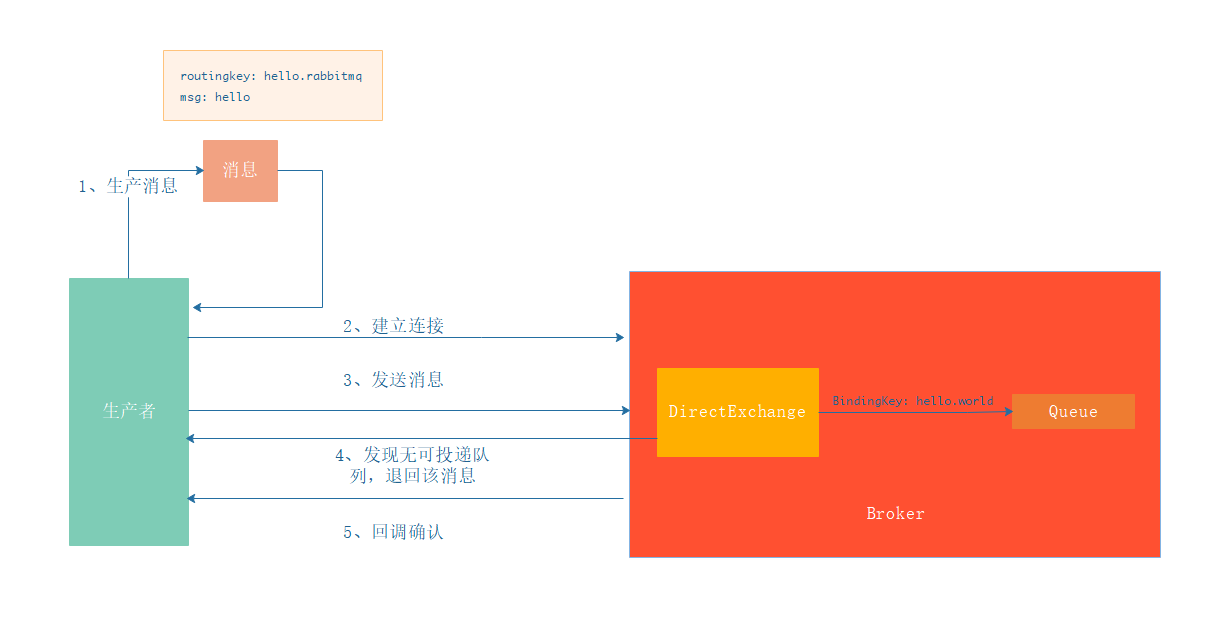 routingkey: hello.rabbitmq
msg: hello
消息
1、生产消息
2、建立连接
3、发送消息
生产者
DirectExchange
BindingKey: hello.world
Queue
4、发现无可投递队
列，退回该消息
Broker
5、回调确认